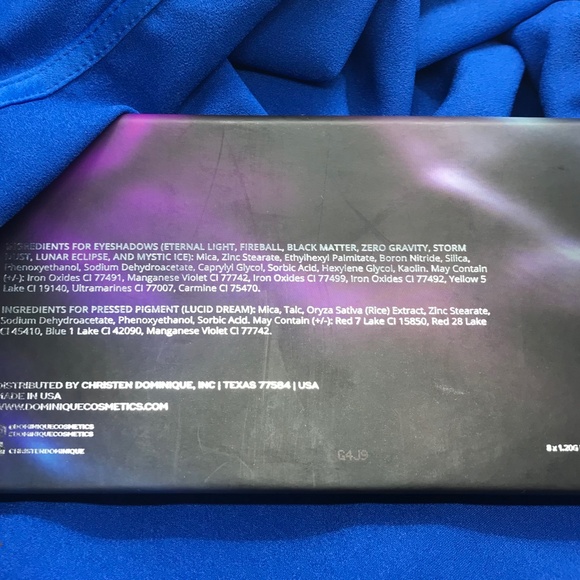 INGREDIENTS FOR EYESHADOWS (ETERNAL LIGHT, FIREBALL, BLACK MATTER, ZERO GRAVITY, STORM
DUST, LUNAR ECLIPSE, AND MYSTIC ICE): Mica, Zinc Stearate, Ethylhexyl Palmitate, Boron Nitride, Silica,
Phenoxyethanol, Sodium Dehydroacetate, Caprylyl Glycol, Sorbic Acid, Hexylene Glycol, Kaolin. May Contain
(+/-): Iron Oxides CI 77491, Manganese Violet CI 77742, Iron Oxides CI 77499, Iron Oxides CI 77492, Yellow 5
Lake CI 19140, Ultramarines CI 77007, Carmine CI 75470.
INGREDIENTS FOR PRESSED PIGMENT (LUCID DREAM): Mica, Talc, Oryza Sativa (Rice) Extract, Zinc Stearate,
Sodium Dehydroacetate, Phenoxyethanol, Sorbic Acid. May Contain (+/-): Red 7 Lake CI 15850, Red 28 Lake
CI 45410, Blue 1 Lake CI 42090, Manganese Violet CI 77742.
DISTRIBUTED BY CHRISTEN DOMINIQUE, INC | TEXAS 77584 | USA
MADE IN USA
WWW.DOMINIQUECOSMETICS.COM
@DOMINIQUECOSMETICS
/DOMINIQUECOSMETICS
CHRISTENDOMINIQUE
G4J9
8 x 1.20G